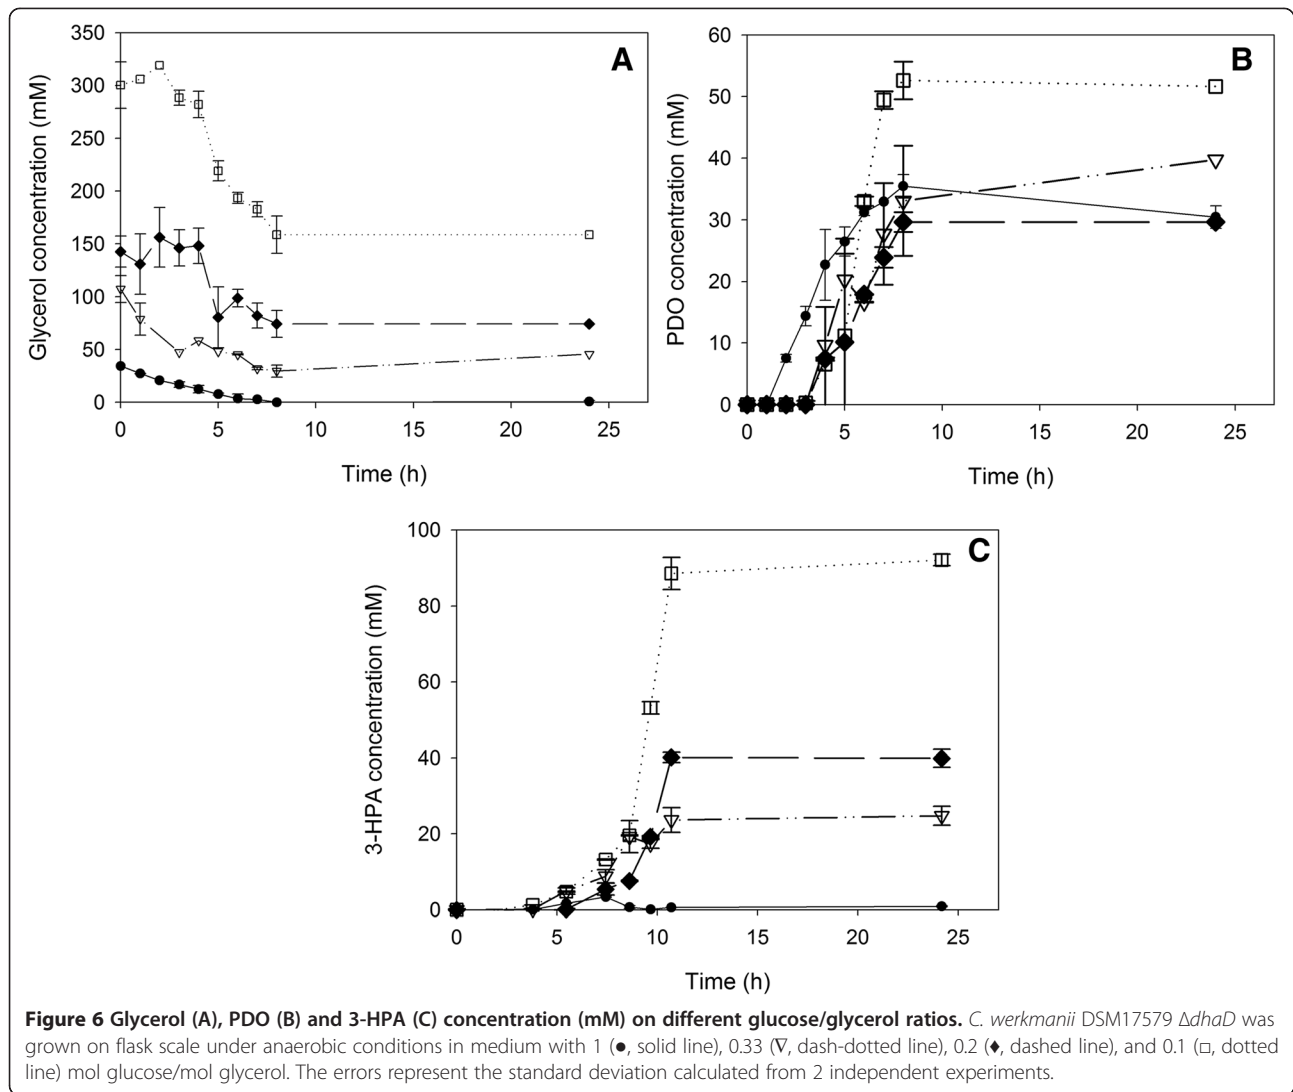 350
300
250
200
150
100
50
0
Glycerol concentration (mM)
A
0 5 10 15 20 25
Time (h)
60
50
40
30
20
10
0
PDO concentration (mM)
B
0 5 10 15 20 25
Time (h)
100
80
60
40
20
0
3-HPA concentration (mM)
C
0 5 10 15 20 25
Time (h)
Figure 6 Glycerol (A), PDO (B) and 3-HPA (C) concentration (mM) on different glucose/glycerol ratios. C. werkmanii DSM17579 ΔdhaD was
grown on flask scale under anaerobic conditions in medium with 1 (●, solid line), 0.33 (∇, dash-dotted line), 0.2 (♦, dashed line), and 0.1 (□, dotted
line) mol glucose/mol glycerol. The errors represent the standard deviation calculated from 2 independent experiments.